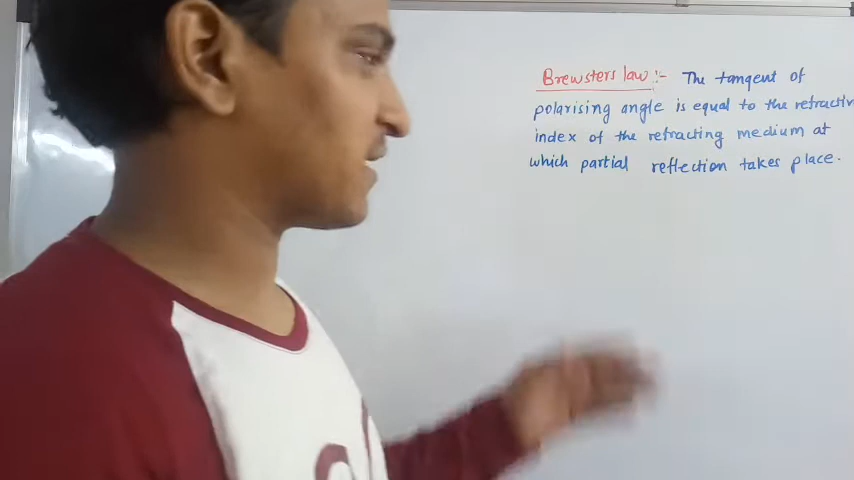 Brewsters law :- The tangent of
polarising angle is equal to the refractive
index of the refracting medium at
which partial reflection takes place.